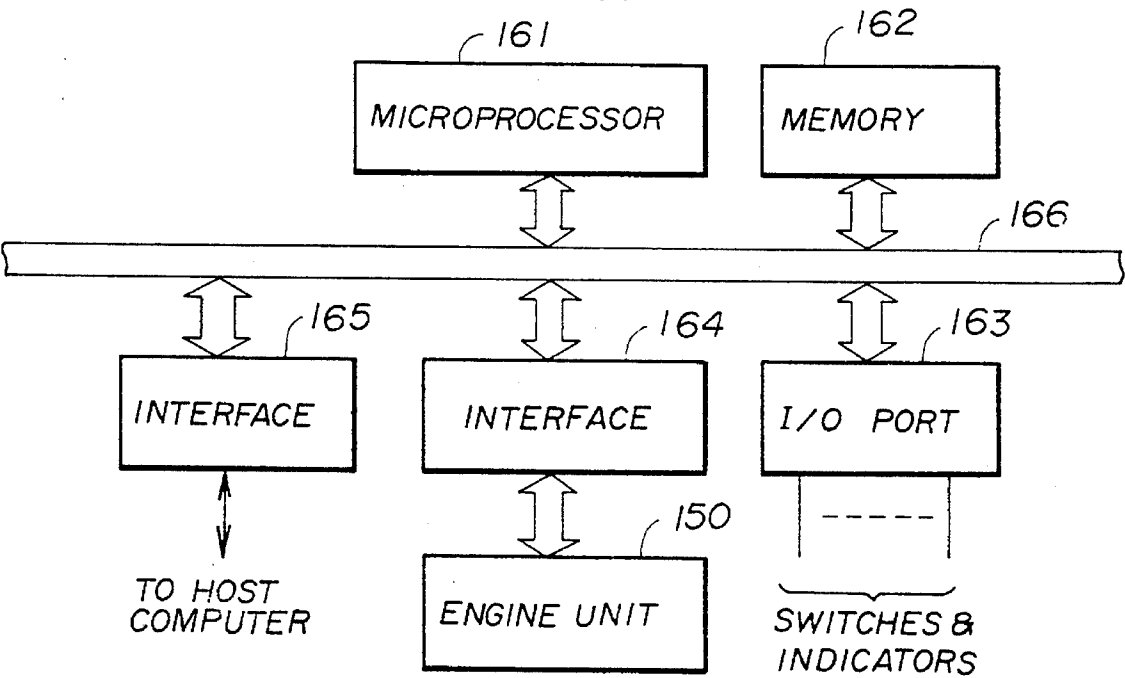 161
162
MICROPROCESSOR
MEMORY
166
165
164
163
INTERFACE
INTERFACE
I/O PORT
150
TO HOST
COMPUTER
ENGINE UNIT
SWITCHES &
INDICATORS